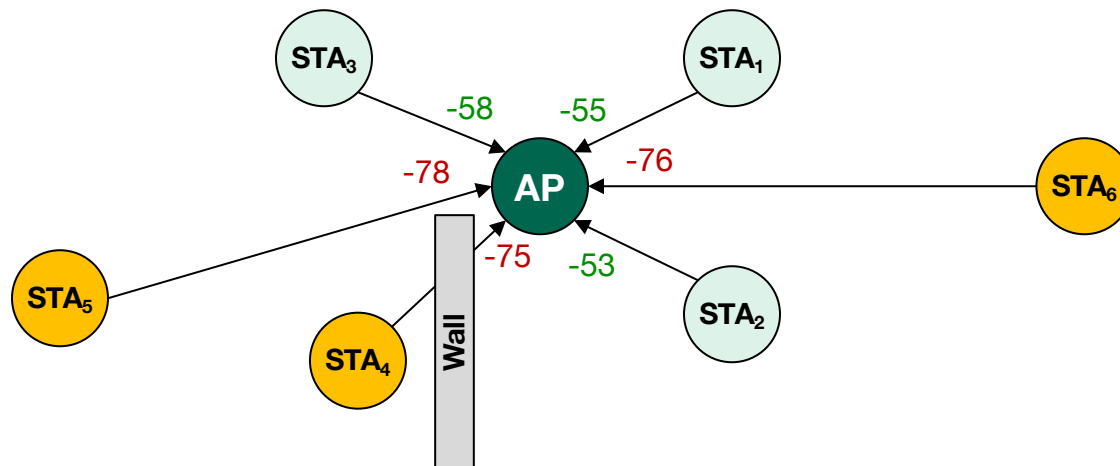 STA₃
STA₁
-58
-55
-78
AP
-76
STA₆
-75
-53
STA₅
STA₂
Wall
STA₄